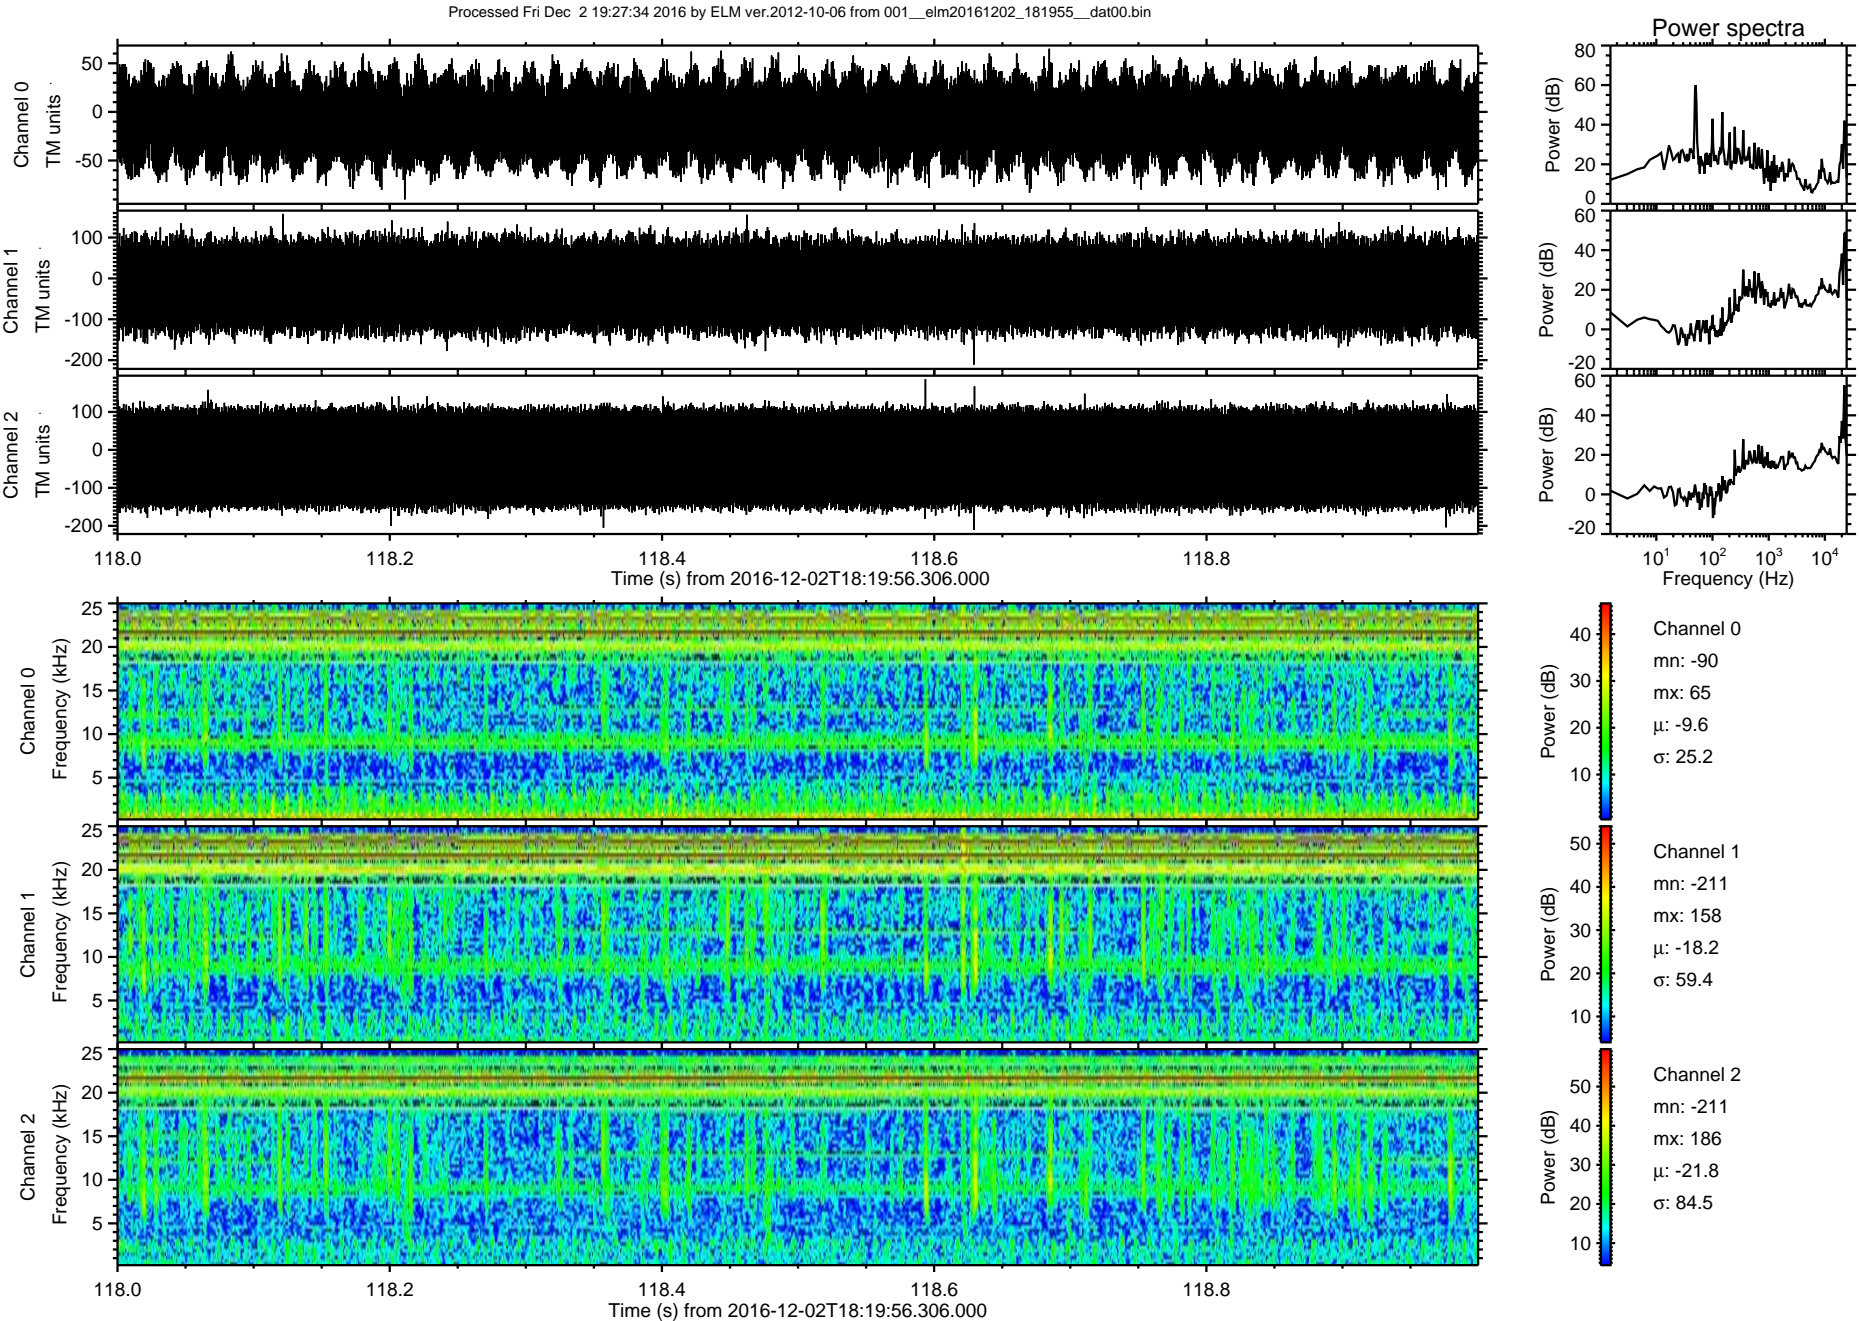 Processed Fri Dec  2 19:27:34 2016 by ELM ver.2012-10-06 from 001__elm20161202_181955__dat00.bin
Power spectra
Channel 0
TM units
50
0
-50
Power (dB)
80
60
40
20
0
Channel 1
TM units
100
0
-100
-200
Power (dB)
60
40
20
0
-20
Channel 2
TM units
100
0
-100
-200
Power (dB)
60
40
20
0
-20
118.0 118.2 118.4 118.6 118.8
Time (s) from 2016-12-02T18:19:56.306.000
10^1 10^2 10^3 10^4
Frequency (Hz)
Channel 0
Frequency (kHz)
25
20
15
10
5
Power (dB)
40
30
20
10
Channel 0
mn: -90
mx: 65
µ: -9.6
σ: 25.2
Channel 1
Frequency (kHz)
25
20
15
10
5
Power (dB)
50
40
30
20
10
Channel 1
mn: -211
mx: 158
µ: -18.2
σ: 59.4
Channel 2
Frequency (kHz)
25
20
15
10
5
Power (dB)
50
40
30
20
10
Channel 2
mn: -211
mx: 186
µ: -21.8
σ: 84.5
118.0 118.2 118.4 118.6 118.8
Time (s) from 2016-12-02T18:19:56.306.000